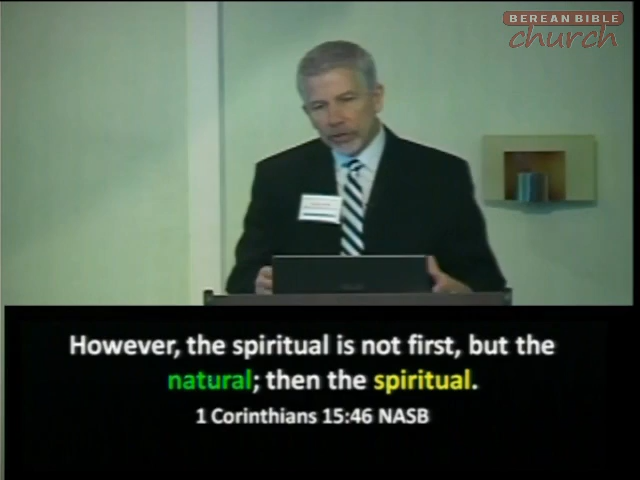 BEREAN BIBLE
church
However, the spiritual is not first, but the
natural; then the spiritual.
1 Corinthians 15:46 NASB